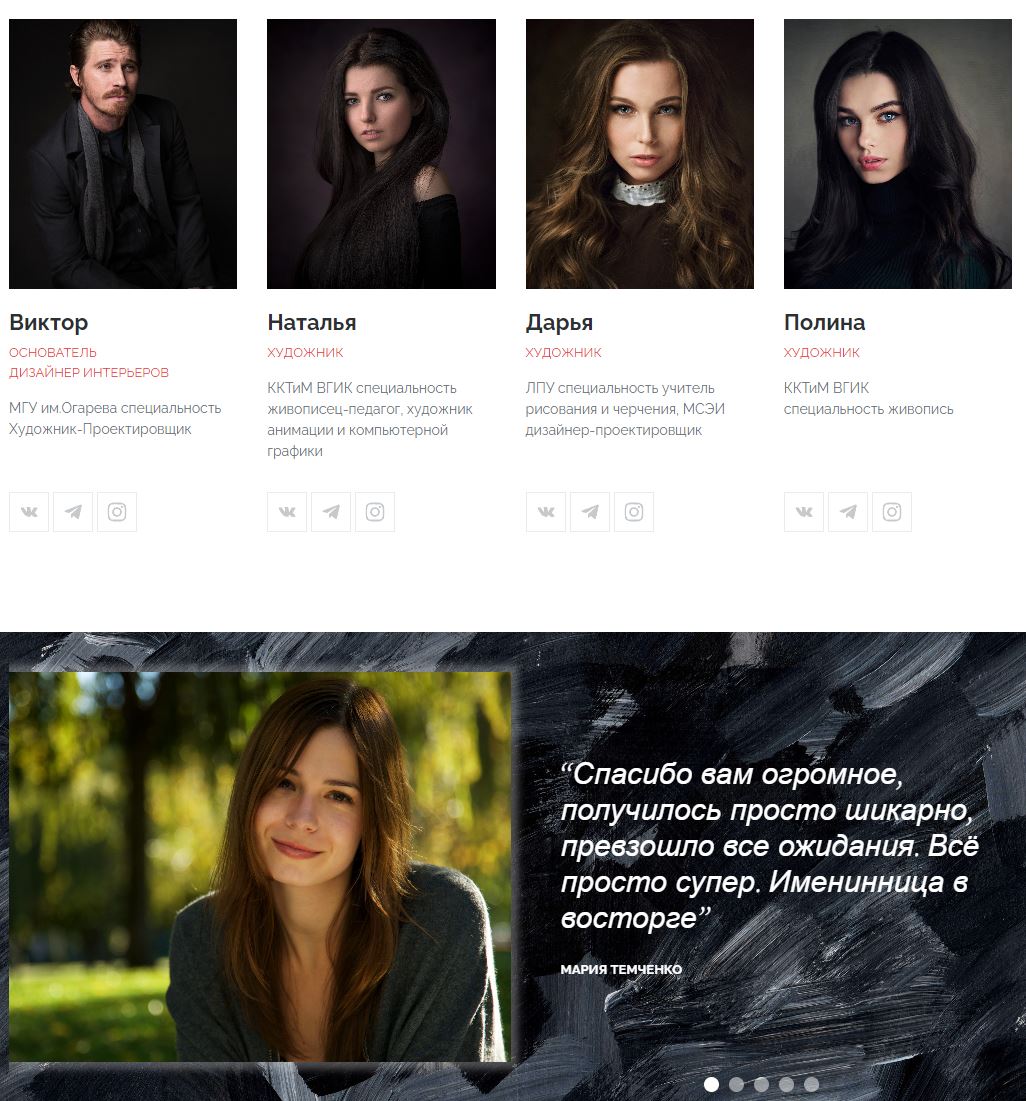 Виктор
ОСНОВАТЕЛЬ
ДИЗАЙНЕР ИНТЕРЬЕРОВ
МГУ им.Огарева специальность
Художник-Проектировщик
Наталья
ХУДОЖНИК
ККТиМ ВГИК специальность
живописец-педагог, художник
анимации и компьютерной
графики
Дарья
ХУДОЖНИК
ЛПУ специальность учитель
рисования и черчения, МСЭИ
дизайнер-проектировщик
Полина
ХУДОЖНИК
ККТиМ ВГИК
специальность живопись
“Спасибо вам огромное,
получилось просто шикарно,
превзошло все ожидания. Всё
просто супер. Именинница в
восторге”
МАРИЯ ТЕМЧЕНКО